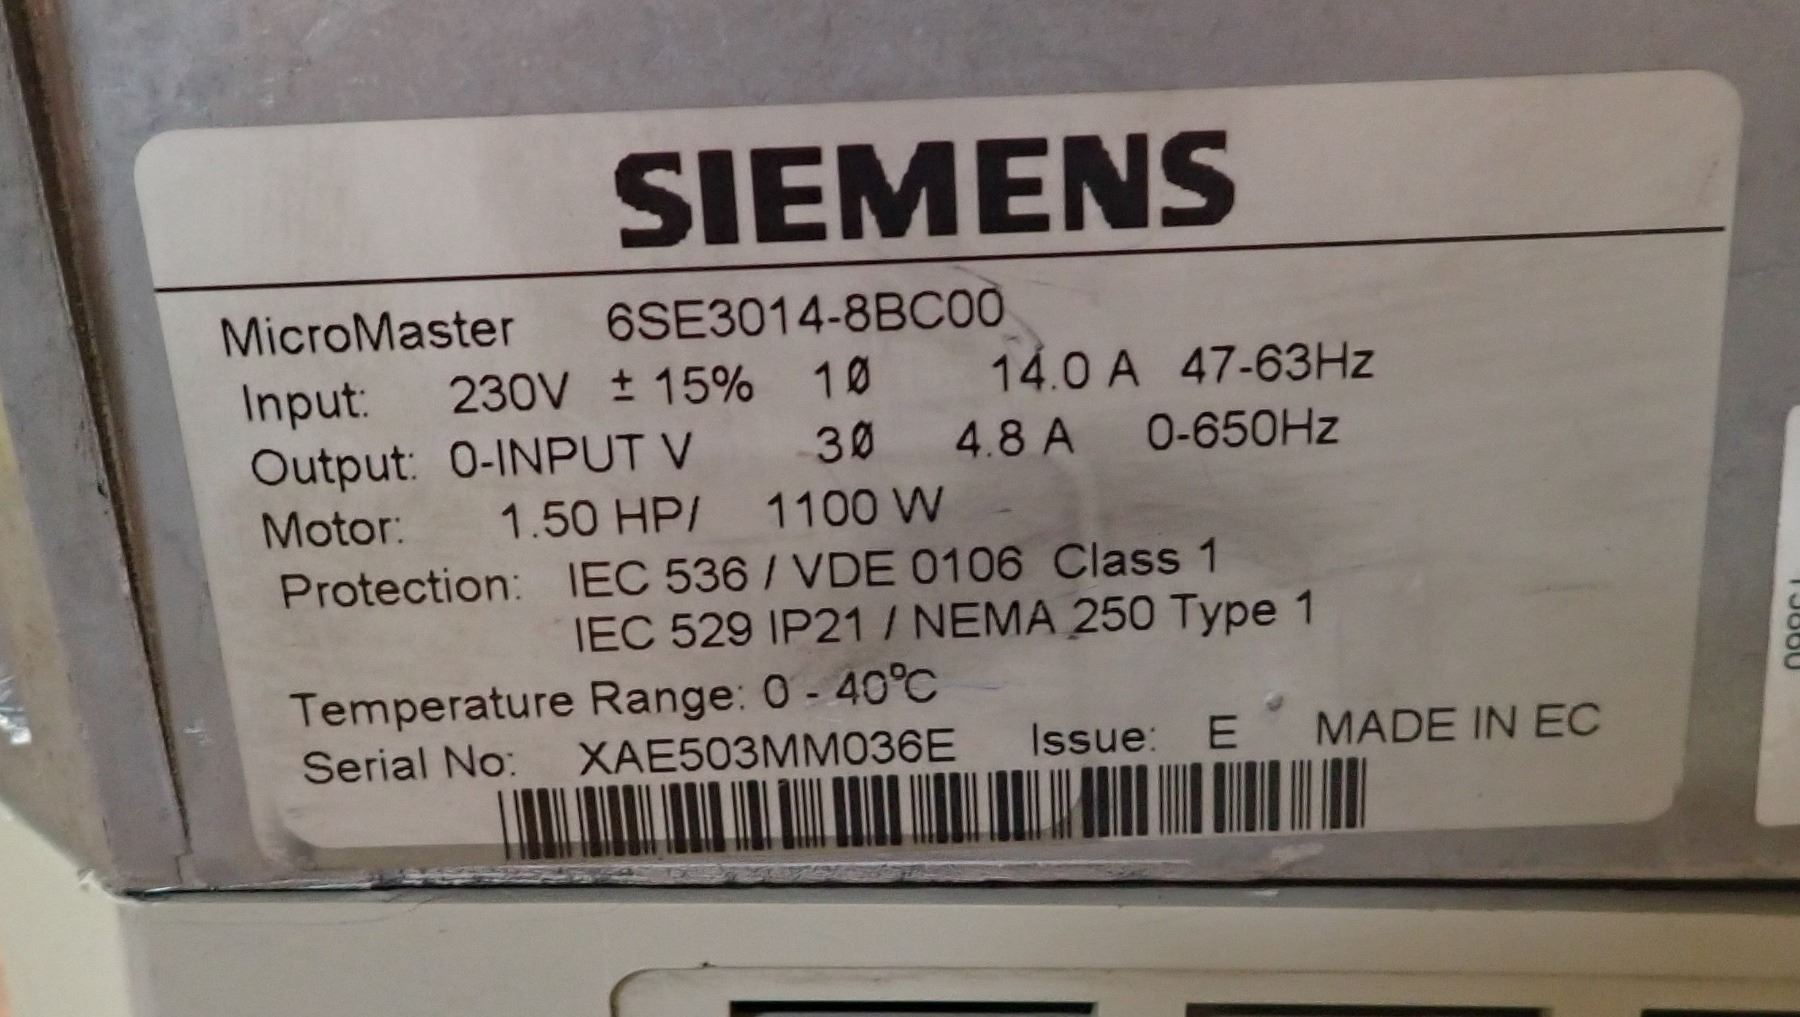 SIEMENS
MicroMaster 6SE3014-8BC00
Input: 230V ± 15% 1Ø 14.0 A 47-63Hz
Output: 0-INPUT V 3Ø 4.8 A 0-650Hz
Motor: 1.50 HP/ 1100 W
Protection: IEC 536 / VDE 0106 Class 1
IEC 529 IP21 / NEMA 250 Type 1
Temperature Range: 0 - 40°C
Serial No: XAE503MM036E Issue: E MADE IN EC